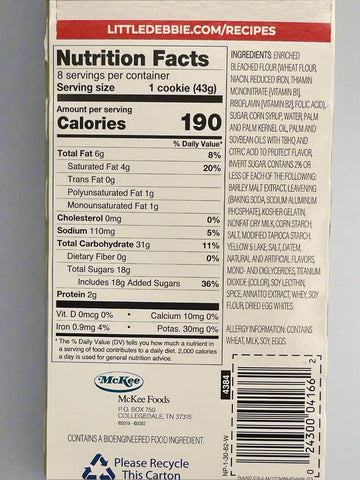 LITTLEDEBBIE.COM/RECIPES
Nutrition Facts
8 servings per container
Serving size 1 cookie (43g)
Amount per serving
Calories 190
% Daily Value*
Total Fat 6g 8%
Saturated Fat 4g 20%
Trans Fat 0g
Polyunsaturated Fat 1g
Monounsaturated Fat 1g
Cholesterol 0mg 0%
Sodium 110mg 5%
Total Carbohydrate 31g 11%
Dietary Fiber 0g 0%
Total Sugars 18g
Includes 18g Added Sugars 36%
Protein 2g
Vit. D 0mcg 0% • Calcium 10mg 0%
Iron 0.9mg 4% • Potas. 30mg 0%
* The % Daily Value (DV) tells you how much a nutrient in
a serving of food contributes to a daily diet. 2,000 calories
a day is used for general nutrition advice.
McKee
McKee Foods
P.O. BOX 750
COLLEGEDALE, TN 37315
©2019 - ©2022
CONTAINS A BIOENGINEERED FOOD INGREDIENT.
Please Recycle
This Carton
INGREDIENTS: ENRICHED
BLEACHED FLOUR (WHEAT FLOUR,
NIACIN, REDUCED IRON, THIAMIN
MONONITRATE [VITAMIN B1],
RIBOFLAVIN [VITAMIN B2], FOLIC ACID),
SUGAR, CORN SYRUP, WATER, PALM
AND PALM KERNEL OIL, PALM AND
SOYBEAN OILS WITH TBHQ AND
CITRIC ACID TO PROTECT FLAVOR,
INVERT SUGAR. CONTAINS 2% OR
LESS OF EACH OF THE FOLLOWING:
BARLEY MALT EXTRACT, LEAVENING
(BAKING SODA, SODIUM ALUMINUM
PHOSPHATE), KOSHER GELATIN,
NONFAT DRY MILK, CORN STARCH,
SALT, MODIFIED TAPIOCA STARCH,
YELLOW 5 LAKE, SALT, DATEM,
NATURAL AND ARTIFICIAL FLAVORS,
MONO- AND DIGLYCERIDES, TITANIUM
DIOXIDE (COLOR), SOY LECITHIN,
SPICE, ANNATTO EXTRACT, WHEY, SOY
FLOUR, DRIED EGG WHITES.
ALLERGY INFORMATION: CONTAINS
WHEAT, MILK, SOY, EGGS.
4384
NP-1-30-82-W
0 24300 04166 2